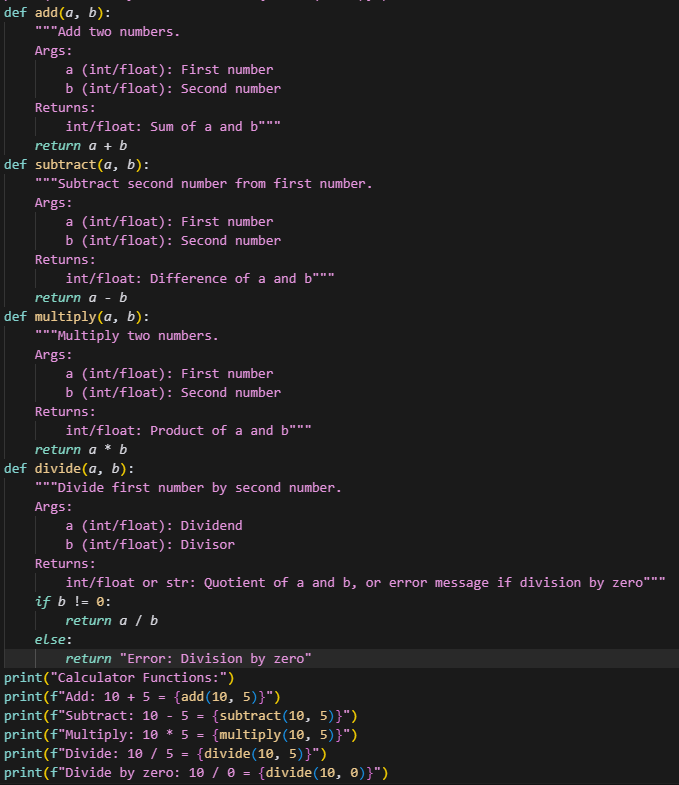 def add(a, b):
    """Add two numbers.
    Args:
        a (int/float): First number
        b (int/float): Second number
    Returns:
        int/float: Sum of a and b"""
    return a + b
def subtract(a, b):
    """Subtract second number from first number.
    Args:
        a (int/float): First number
        b (int/float): Second number
    Returns:
        int/float: Difference of a and b"""
    return a - b
def multiply(a, b):
    """Multiply two numbers.
    Args:
        a (int/float): First number
        b (int/float): Second number
    Returns:
        int/float: Product of a and b"""
    return a * b
def divide(a, b):
    """Divide first number by second number.
    Args:
        a (int/float): Dividend
        b (int/float): Divisor
    Returns:
        int/float or str: Quotient of a and b, or error message if division by zero"""
    if b != 0:
        return a / b
    else:
        return "Error: Division by zero"
print("Calculator Functions:")
print(f"Add: 10 + 5 = {add(10, 5)}")
print(f"Subtract: 10 - 5 = {subtract(10, 5)}")
print(f"Multiply: 10 * 5 = {multiply(10, 5)}")
print(f"Divide: 10 / 5 = {divide(10, 5)}")
print(f"Divide by zero: 10 / 0 = {divide(10, 0)}")